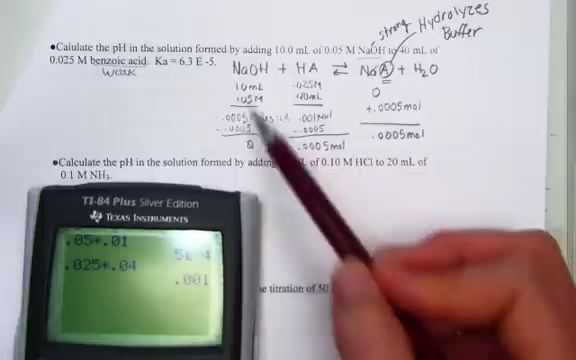 strong Hydrolyzes
Buffer
•Calulate the pH in the solution formed by adding 10.0 mL of 0.05 M NaOH to 40 mL of
0.025 M benzoic acid. Ka = 6.3 E -5.
weak
NaOH + HA ⇌ NaA + H₂O
10mL .025M 0
.05M 40mL +.0005mol
.0005 .001mol
-.0005 -.0005 .0005mol
0 .0005mol
•Calculate the pH in the solution formed by adding of 0.10 M HCl to 20 mL of
0.1 M NH₃.
TI-84 Plus Silver Edition
TEXAS INSTRUMENTS
.05*.01
5E-4
.025*.04
.001
the titration of 50